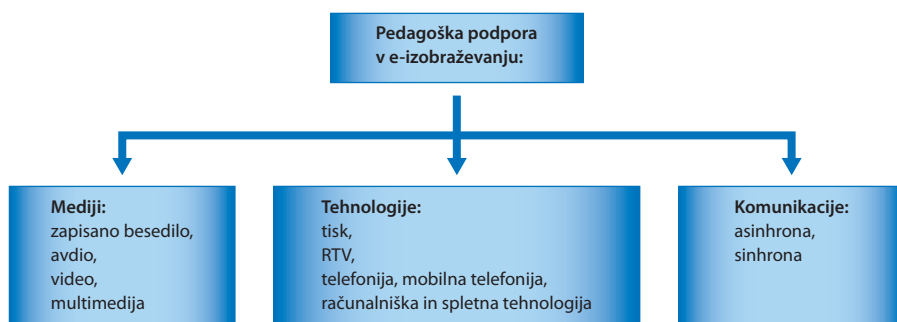 Pedagoška podpora
v e-izobraževanju:
Mediji:
zapisano besedilo,
avdio,
video,
multimedija
Tehnologije:
tisk,
RTV,
telefonija, mobilna telefonija,
računalniška in spletna tehnologija
Komunikacije:
asinhrona,
sinhrona